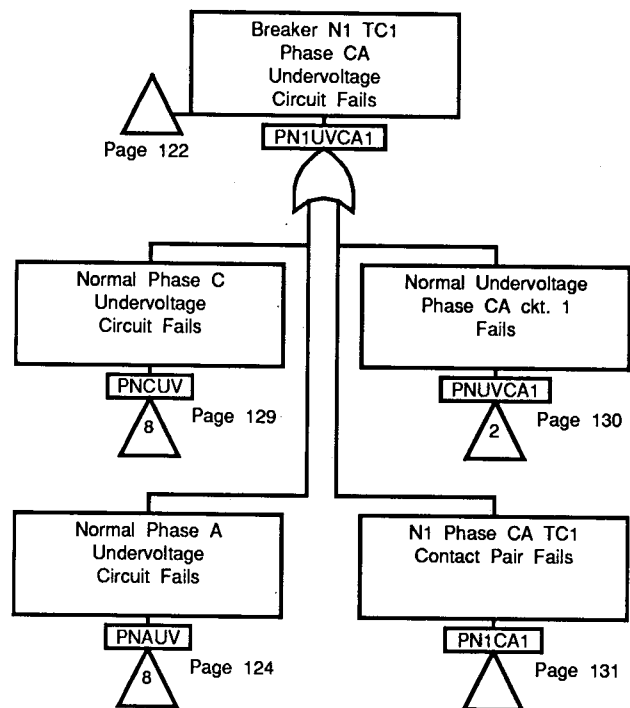 Breaker N1 TC1
Phase CA
Undervoltage
Circuit Fails
PN1UVCA1
Page 122
Normal Phase C
Undervoltage
Circuit Fails
PNCUV
8
Page 129
Normal Undervoltage
Phase CA ckt. 1
Fails
PNUVCA1
2
Page 130
Normal Phase A
Undervoltage
Circuit Fails
PNAUV
8
Page 124
N1 Phase CA TC1
Contact Pair Fails
PN1CA1
Page 131